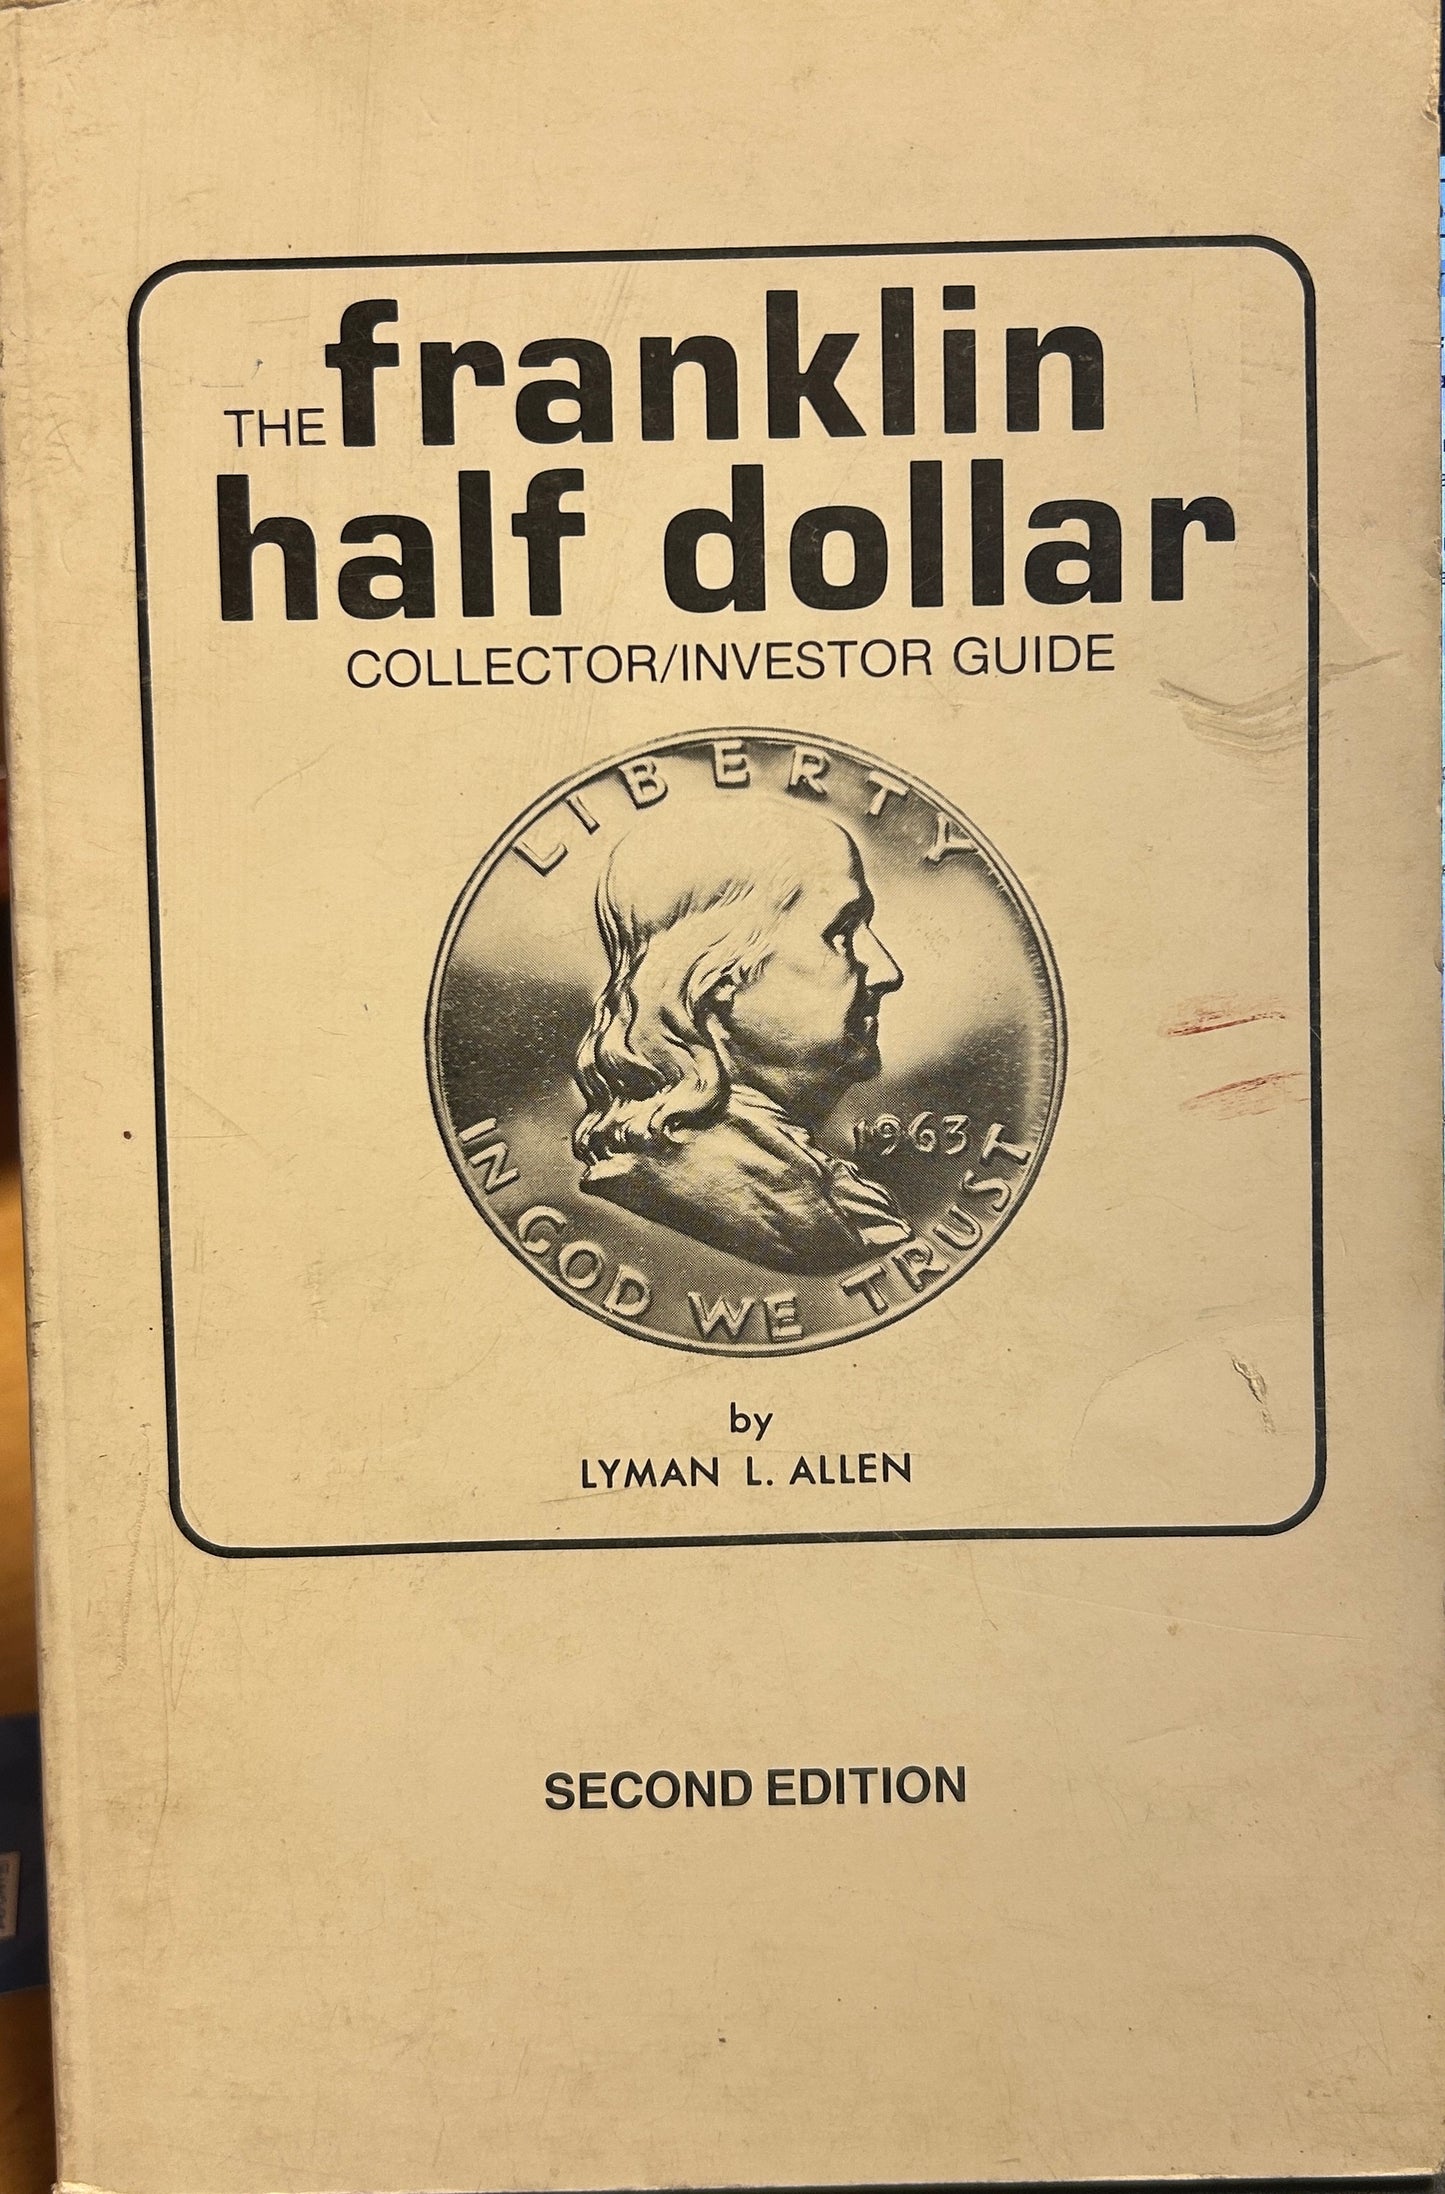 THE franklin
half dollar
COLLECTOR/INVESTOR GUIDE
LIBERTY
1963
IN GOD WE TRUST
by
LYMAN L. ALLEN
SECOND EDITION